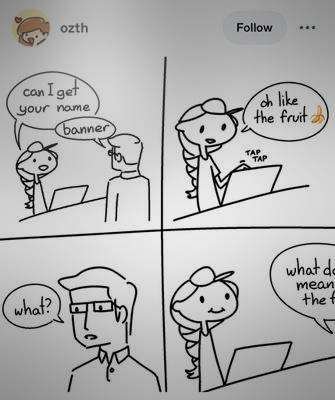 ozth
Follow
can I get
your name
banner
oh like
the fruit 🍌
TAP
TAP
what?
what do
mean
the f